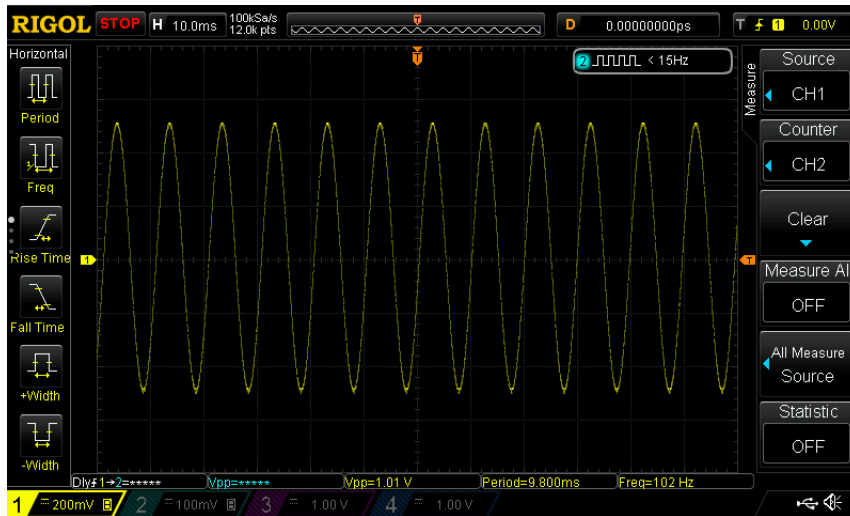 RIGOL STOP H 10.0ms 100kSa/s 12.0k pts D 0.00000000ps T 1 0.00V
Horizontal
Period
Freq
Rise Time
Fall Time
+Width
-Width
T
2 < 15Hz
1
T
Measure
Source
CH1
Counter
CH2
Clear
Measure Al
OFF
All Measure
Source
Statistic
OFF
Dly 1→2=***** Vpp=***** Vpp=1.01 V Period=9.800ms Freq=102 Hz
1 200mV 2 100mV 3 1.00 V 4 1.00 V